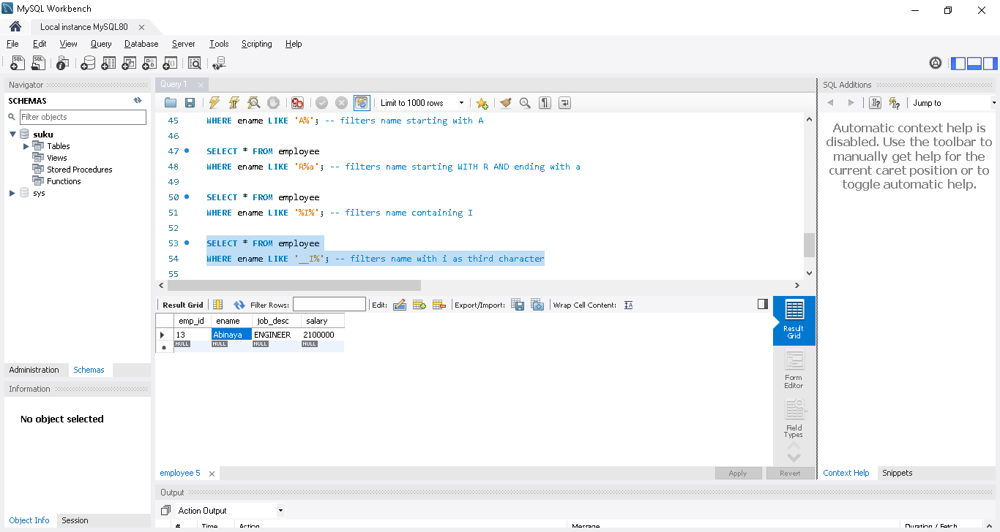 MySQL Workbench
Local instance MySQL80
File Edit View Query Database Server Tools Scripting Help
Navigator
SCHEMAS
Filter objects
suku
Tables
Views
Stored Procedures
Functions
sys
Administration Schemas
Information
No object selected
Object Info Session
Query 1
Limit to 1000 rows
45 WHERE ename LIKE 'A%'; -- filters name starting with A
46
47 SELECT * FROM employee
48 WHERE ename LIKE 'R%a'; -- filters name starting WITH R AND ending with a
49
50 SELECT * FROM employee
51 WHERE ename LIKE '%I%'; -- filters name containing I
52
53 SELECT * FROM employee
54 WHERE ename LIKE '__I%'; -- filters name with i as third character
55
Result Grid Filter Rows: Edit: Export/Import: Wrap Cell Content:
emp_id ename job_desc salary
13 Abinaya ENGINEER 2100000
NULL NULL NULL NULL
Result
Grid
Form
Editor
Field
Types
employee 5 Apply Revert
Output
Action Output
# Time Action Message Duration / Fetch
SQL Additions
Jump to
Automatic context help is
disabled. Use the toolbar to
manually get help for the
current caret position or to
toggle automatic help.
Context Help Snippets